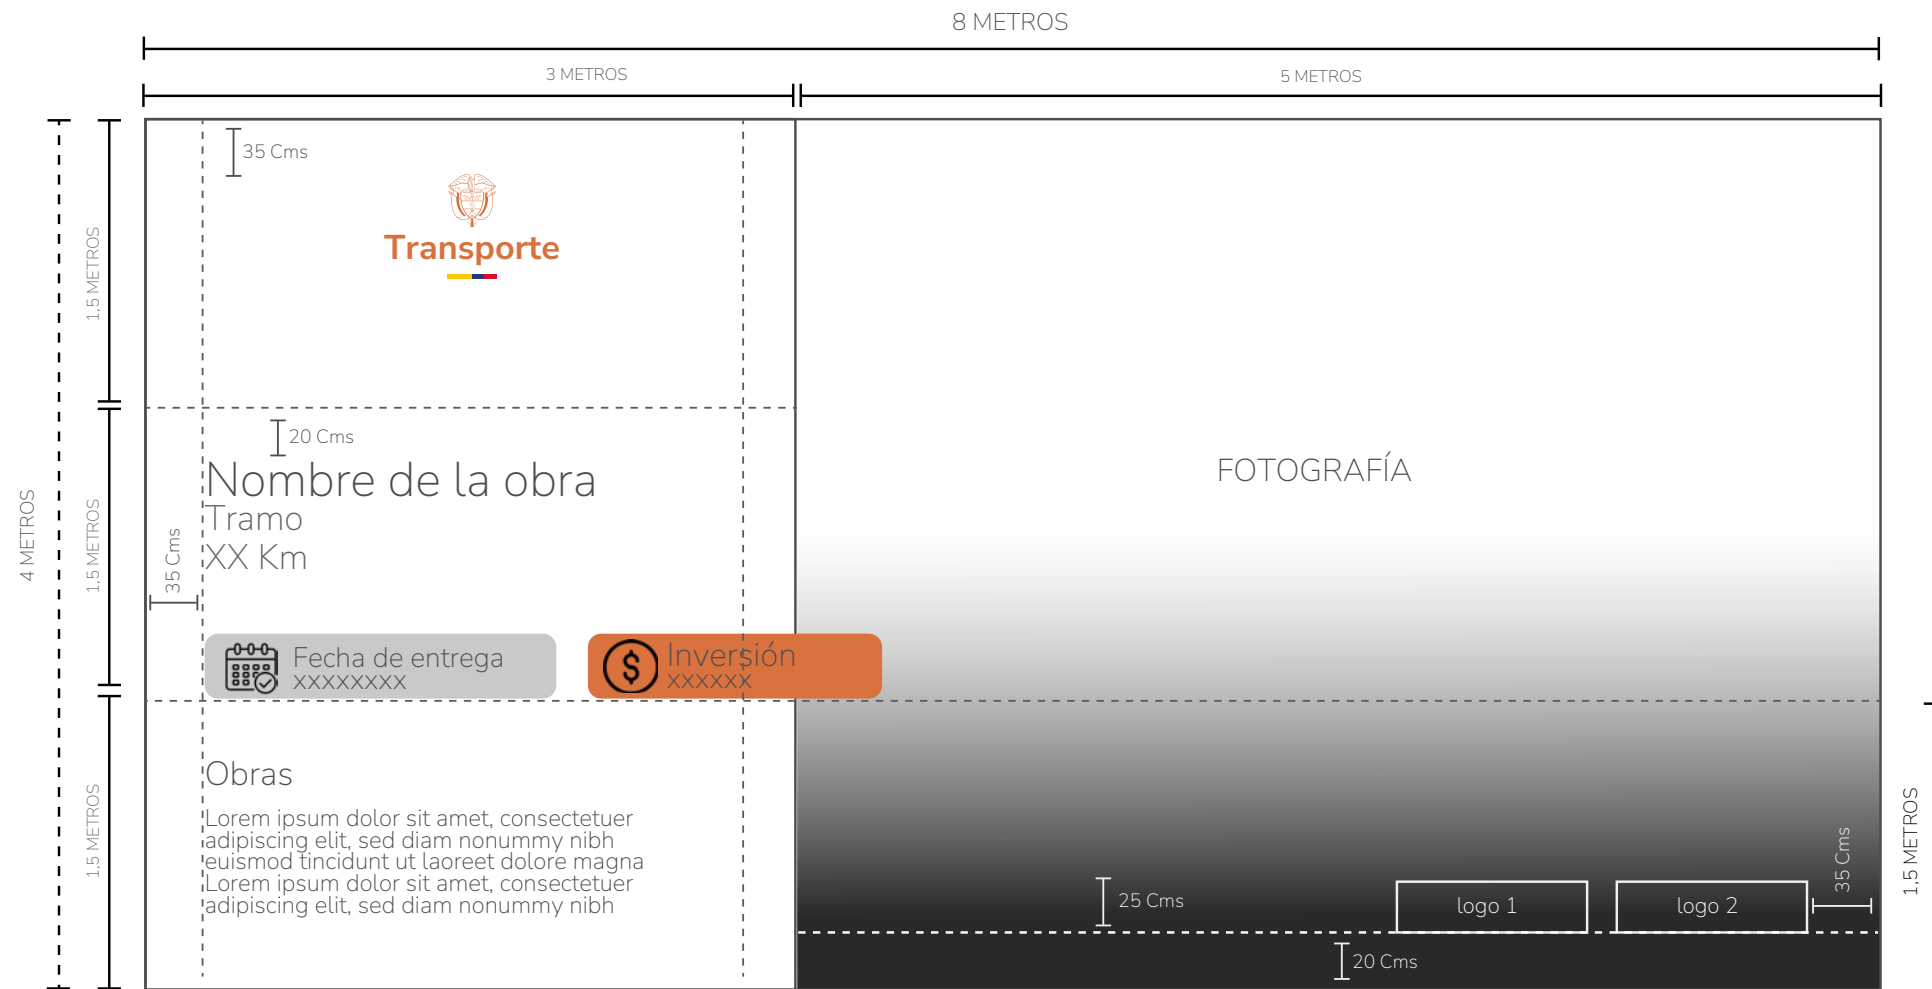 8 METROS
3 METROS
5 METROS
35 Cms
Transporte
1,5 METROS
20 Cms
Nombre de la obra
Tramo
XX Km
35 Cms
4 METROS
1,5 METROS
FOTOGRAFÍA
Fecha de entrega
xxxxxxxx
$
Inversión
xxxxxx
Obras
Lorem ipsum dolor sit amet, consectetuer
adipiscing elit, sed diam nonummy nibh
euismod tincidunt ut laoreet dolore magna
Lorem ipsum dolor sit amet, consectetuer
adipiscing elit, sed diam nonummy nibh
1,5 METROS
25 Cms
logo 1
logo 2
35 Cms
1,5 METROS
20 Cms